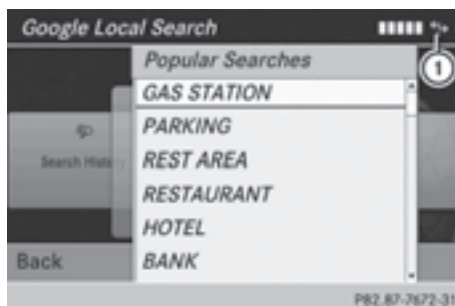 Google Local Search
1
Popular Searches
GAS STATION
PARKING
REST AREA
Search
RESTAURANT
HOTEL
Back
BANK
P82.87-7672-31